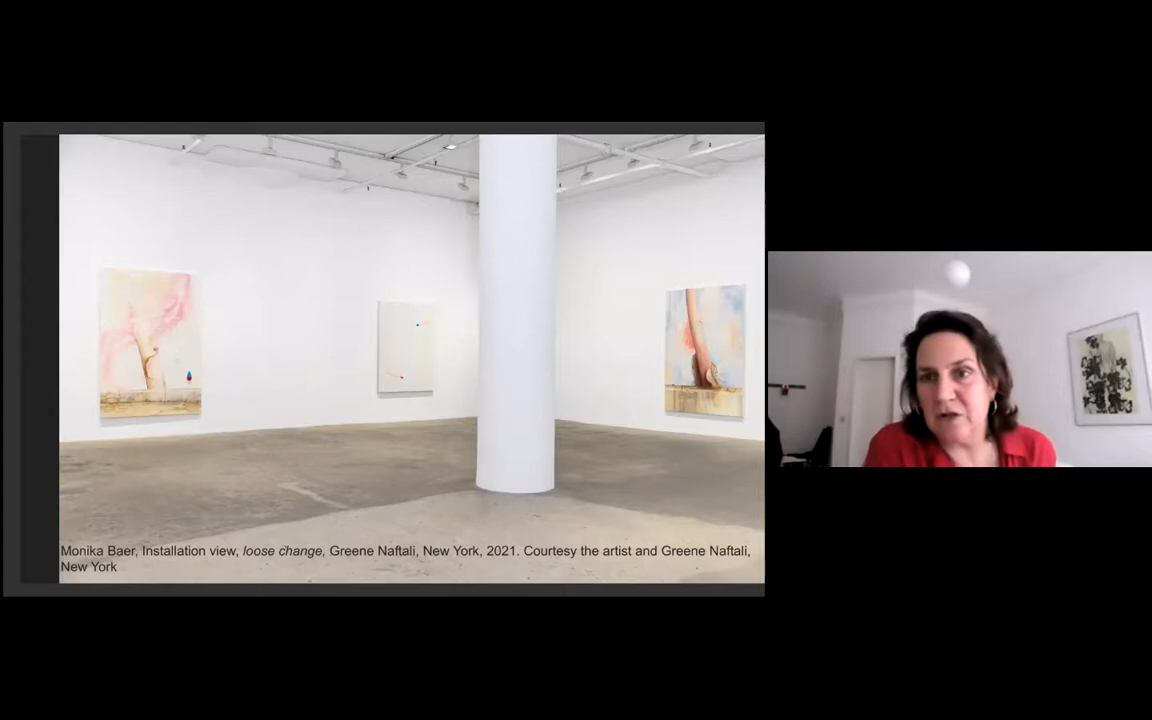 Monika Baer, Installation view, loose change, Greene Naftali, New York, 2021. Courtesy the artist and Greene Naftali,
New York